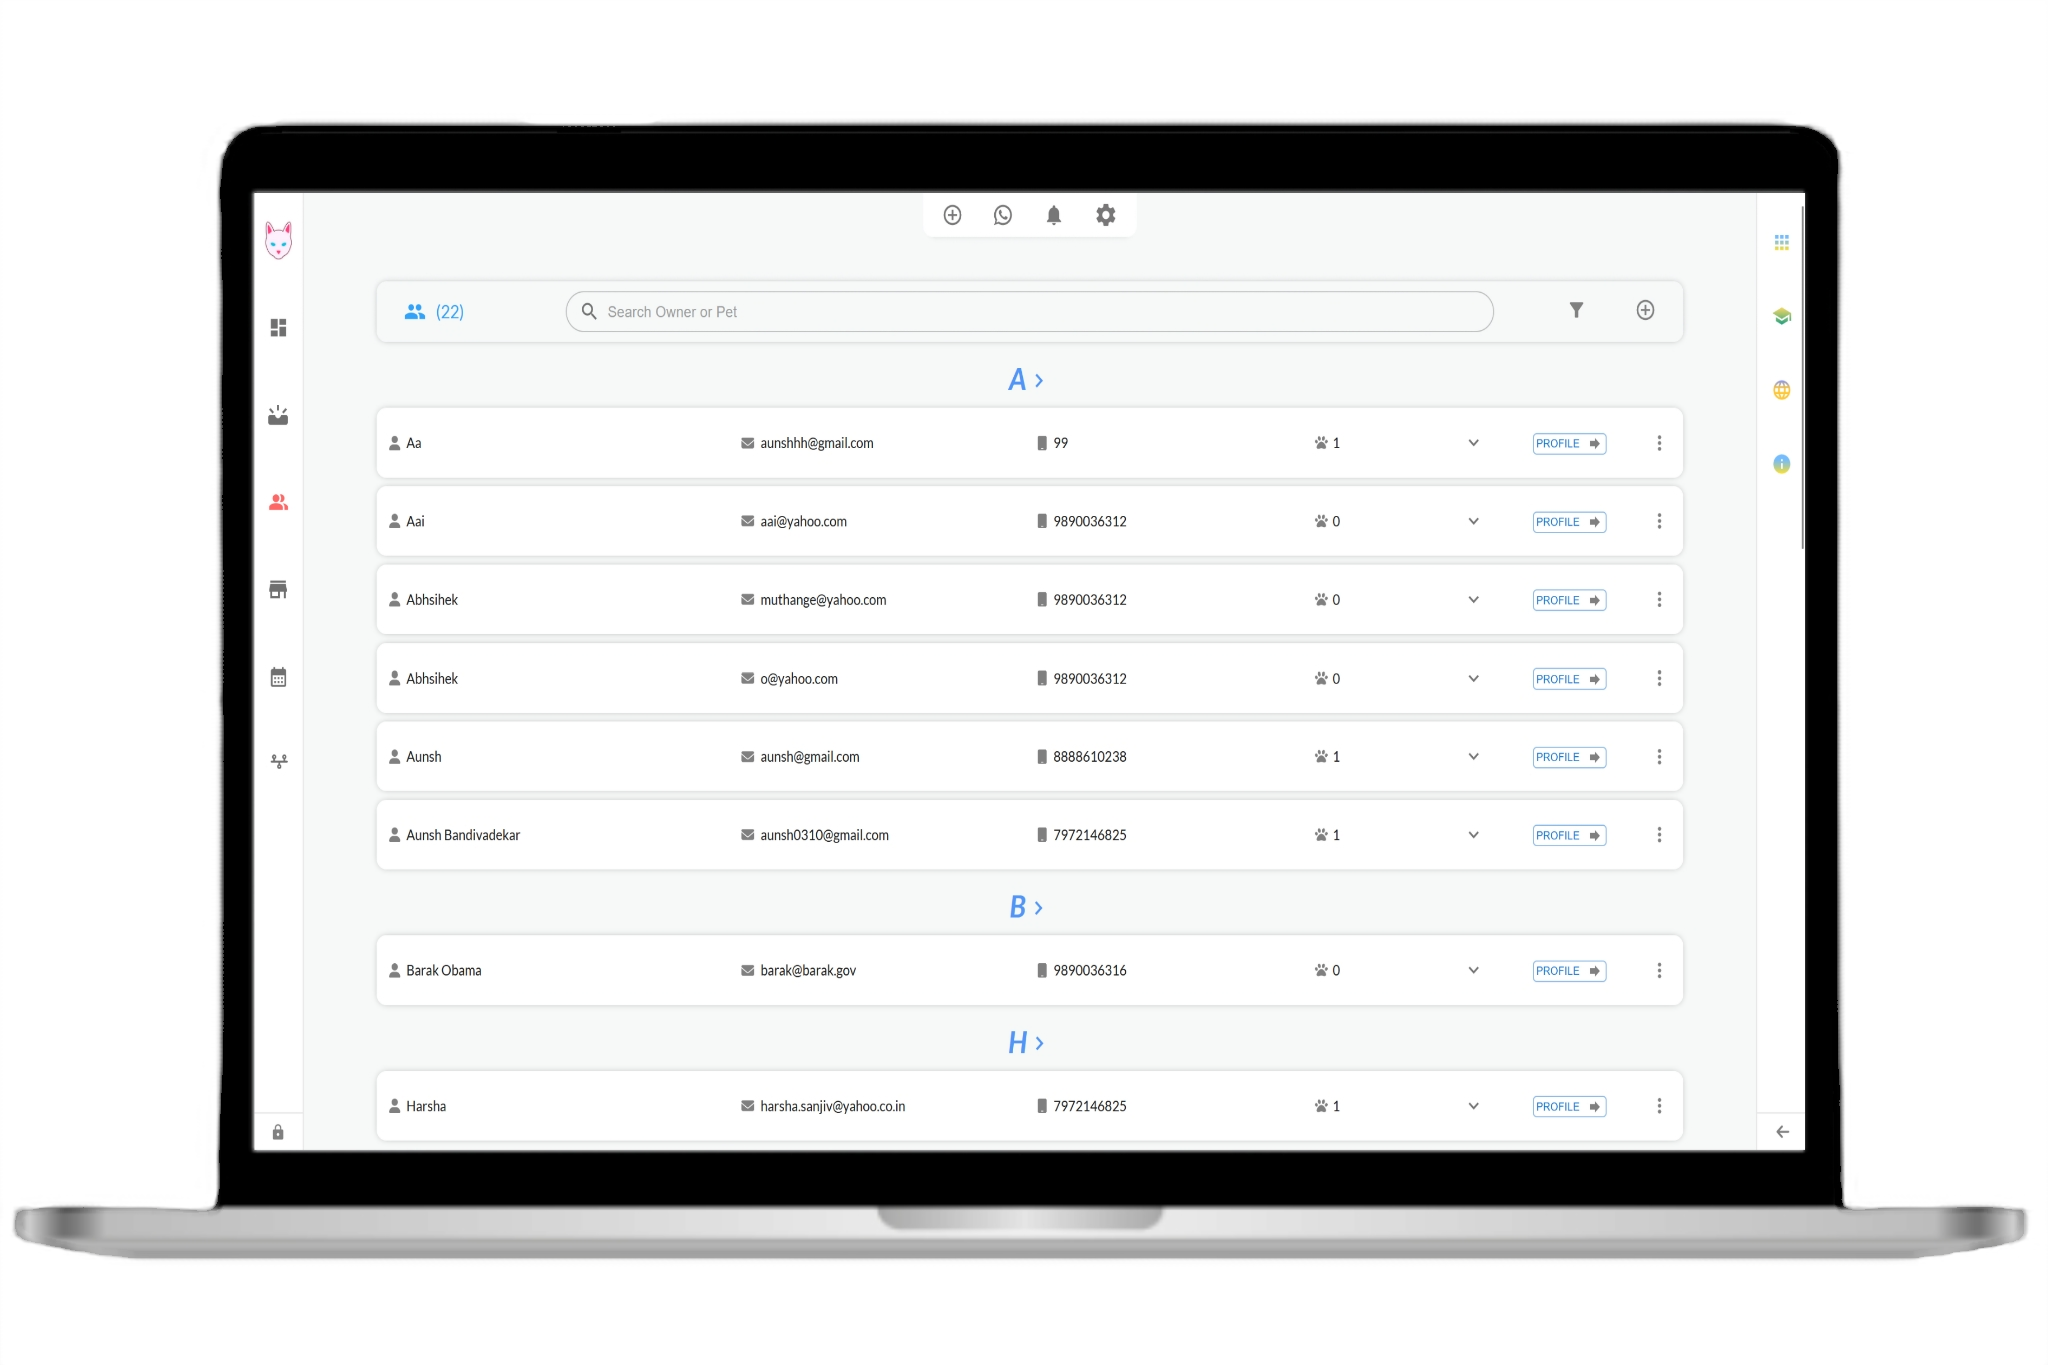 (22) Search Owner or Pet
A
Aa aunshhh@gmail.com 99 1 PROFILE
Aai aai@yahoo.com 9890036312 0 PROFILE
Abhsihek muthange@yahoo.com 9890036312 0 PROFILE
Abhsihek o@yahoo.com 9890036312 0 PROFILE
Aunsh aunsh@gmail.com 8888610238 1 PROFILE
Aunsh Bandivadekar aunsh0310@gmail.com 7972146825 1 PROFILE
B
Barak Obama barak@barak.gov 9890036316 0 PROFILE
H
Harsha harsha.sanjiv@yahoo.co.in 7972146825 1 PROFILE